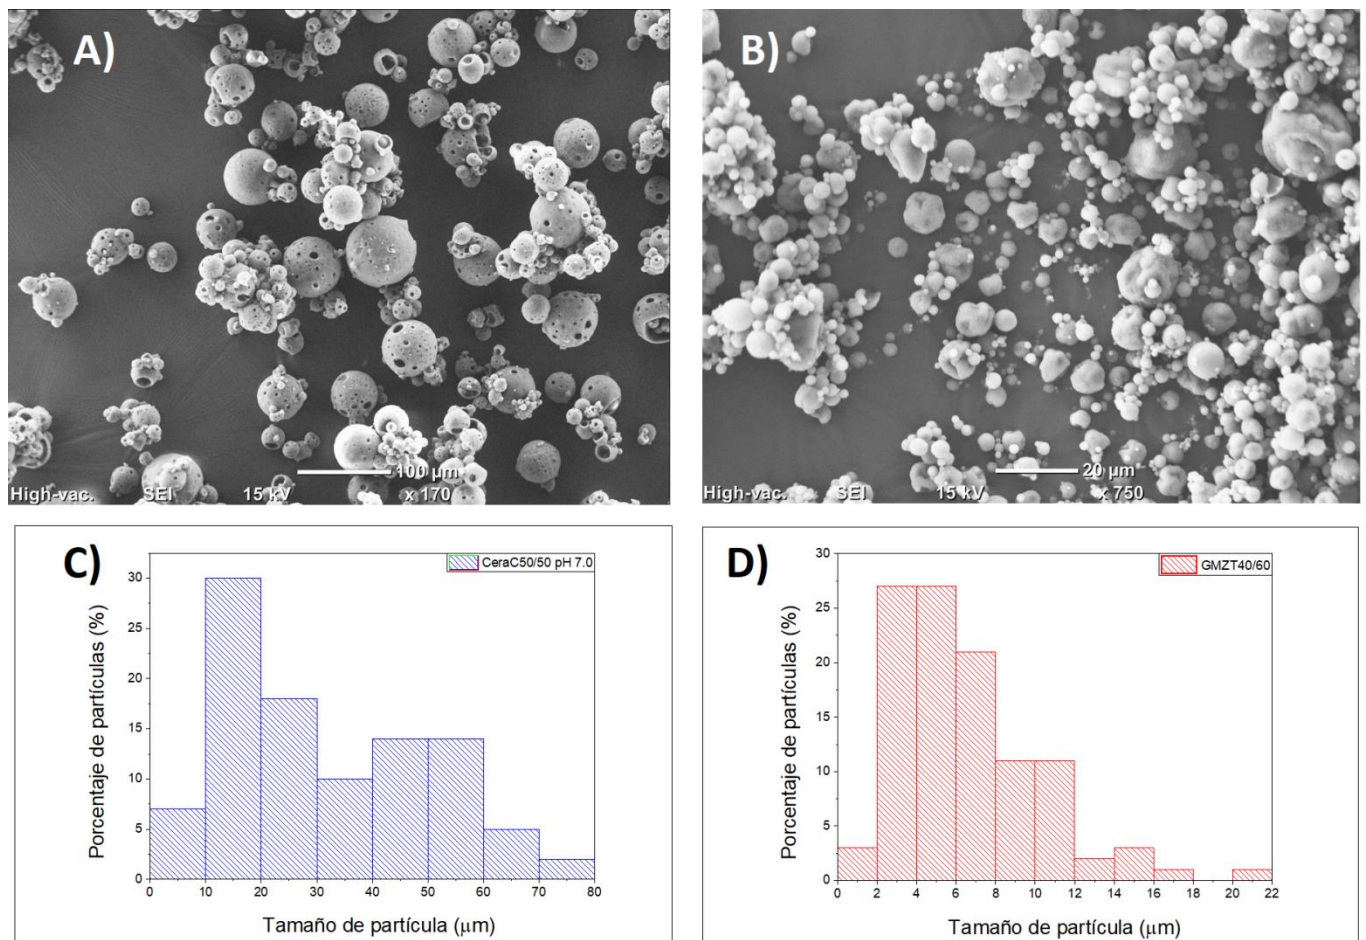 A)
100 µm
High-vac. SEI 15 kV x 170
B)
20 µm
High-vac. SEI 15 kV x 750
C)
CeraC50/50 pH 7.0
Porcentaje de partículas (%)
30
25
20
15
10
5
0
0 10 20 30 40 50 60 70 80
Tamaño de partícula (µm)
D)
GMZT40/60
Porcentaje de partículas (%)
30
25
20
15
10
5
0
0 2 4 6 8 10 12 14 16 18 20 22
Tamaño de partícula (µm)